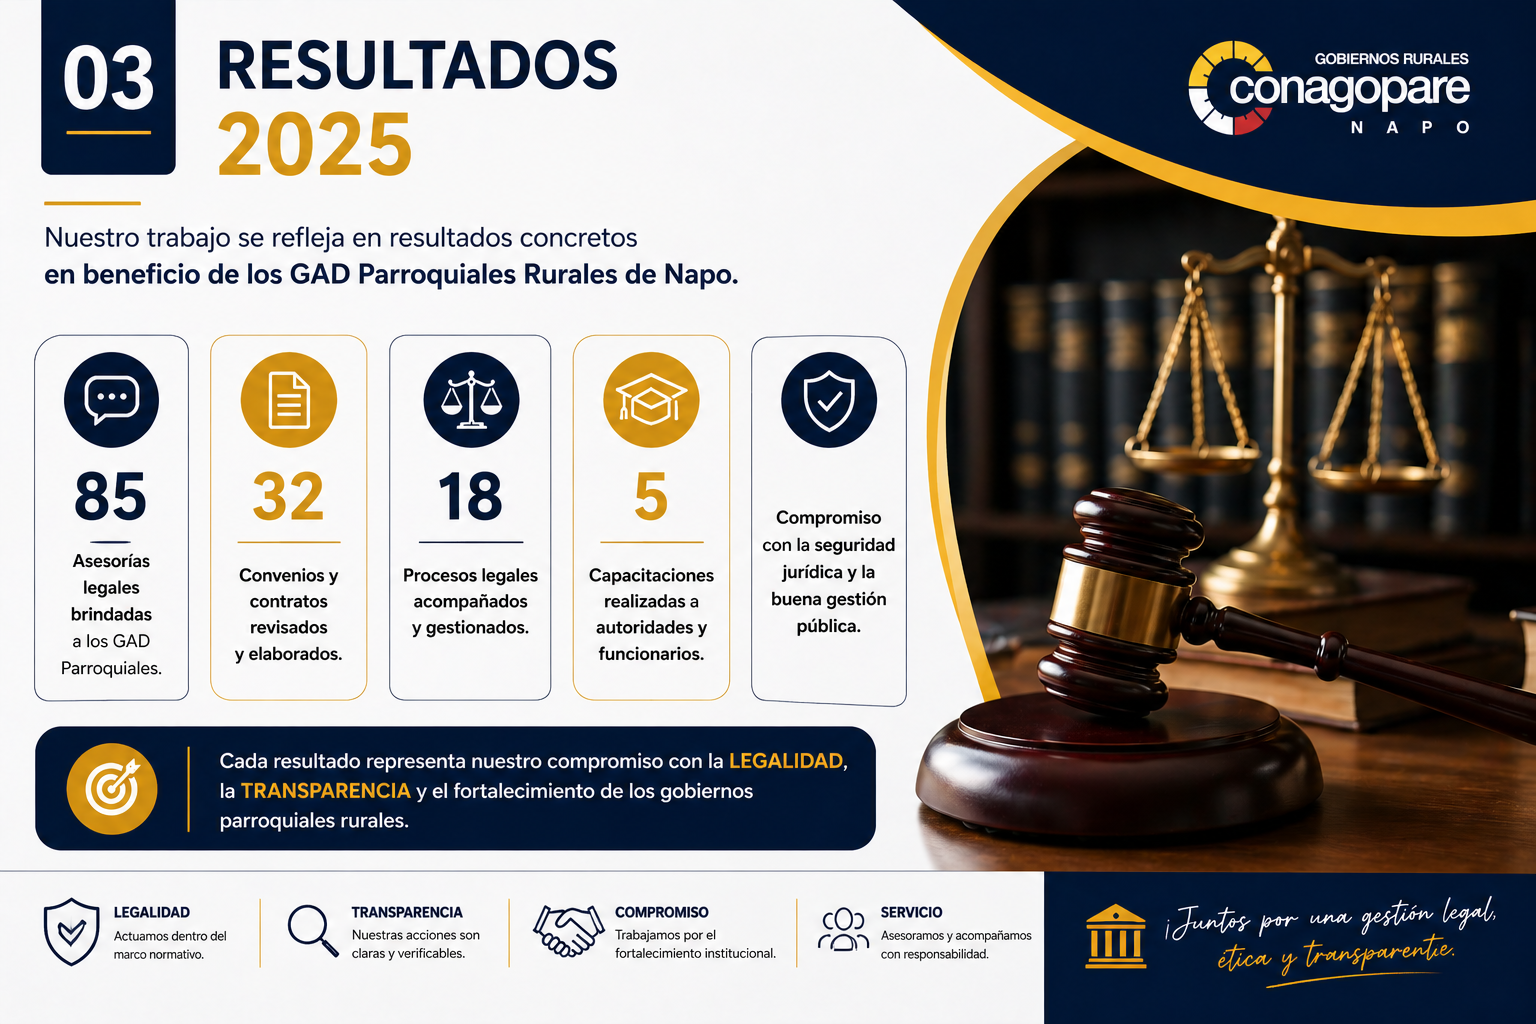 03
RESULTADOS
2025
GOBIERNOS RURALES
conagopare
NAPO
Nuestro trabajo se refleja en resultados concretos
en beneficio de los GAD Parroquiales Rurales de Napo.
85
Asesorías
legales
brindadas
a los GAD
Parroquiales.
32
Convenios y
contratos
revisados
y elaborados.
18
Procesos legales
acompañados
y gestionados.
5
Capacitaciones
realizadas a
autoridades y
funcionarios.
Compromiso
con la seguridad
jurídica y la
buena gestión
pública.
Cada resultado representa nuestro compromiso con la LEGALIDAD,
la TRANSPARENCIA y el fortalecimiento de los gobiernos
parroquiales rurales.
LEGALIDAD
Actuamos dentro del
marco normativo.
TRANSPARENCIA
Nuestras acciones son
claras y verificables.
COMPROMISO
Trabajamos por el
fortalecimiento institucional.
SERVICIO
Asesoramos y acompañamos
con responsabilidad.
¡Juntos por una gestión legal,
ética y transparente.